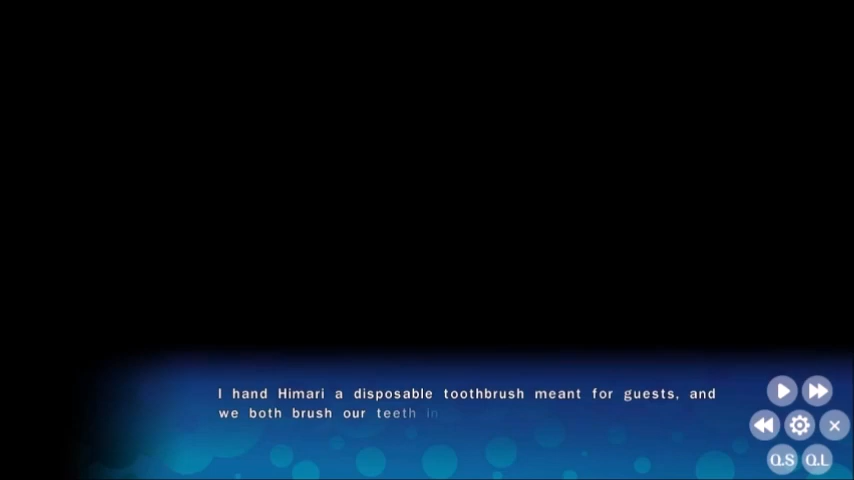 I hand Himari a disposable toothbrush meant for guests, and
we both brush our teeth in
Q.S Q.L